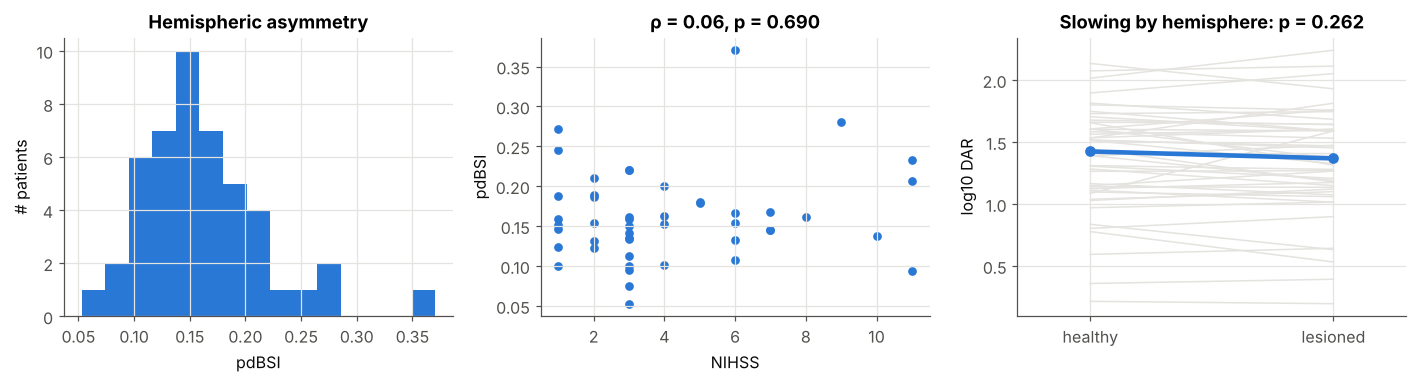 Hemispheric asymmetry
10
8
6
4
2
0
# patients
0.05 0.10 0.15 0.20 0.25 0.30 0.35
pdBSI
ρ = 0.06, p = 0.690
0.35
0.30
0.25
0.20
0.15
0.10
0.05
pdBSI
2 4 6 8 10
NIHSS
Slowing by hemisphere: p = 0.262
2.0
1.5
1.0
0.5
log10 DAR
healthy lesioned